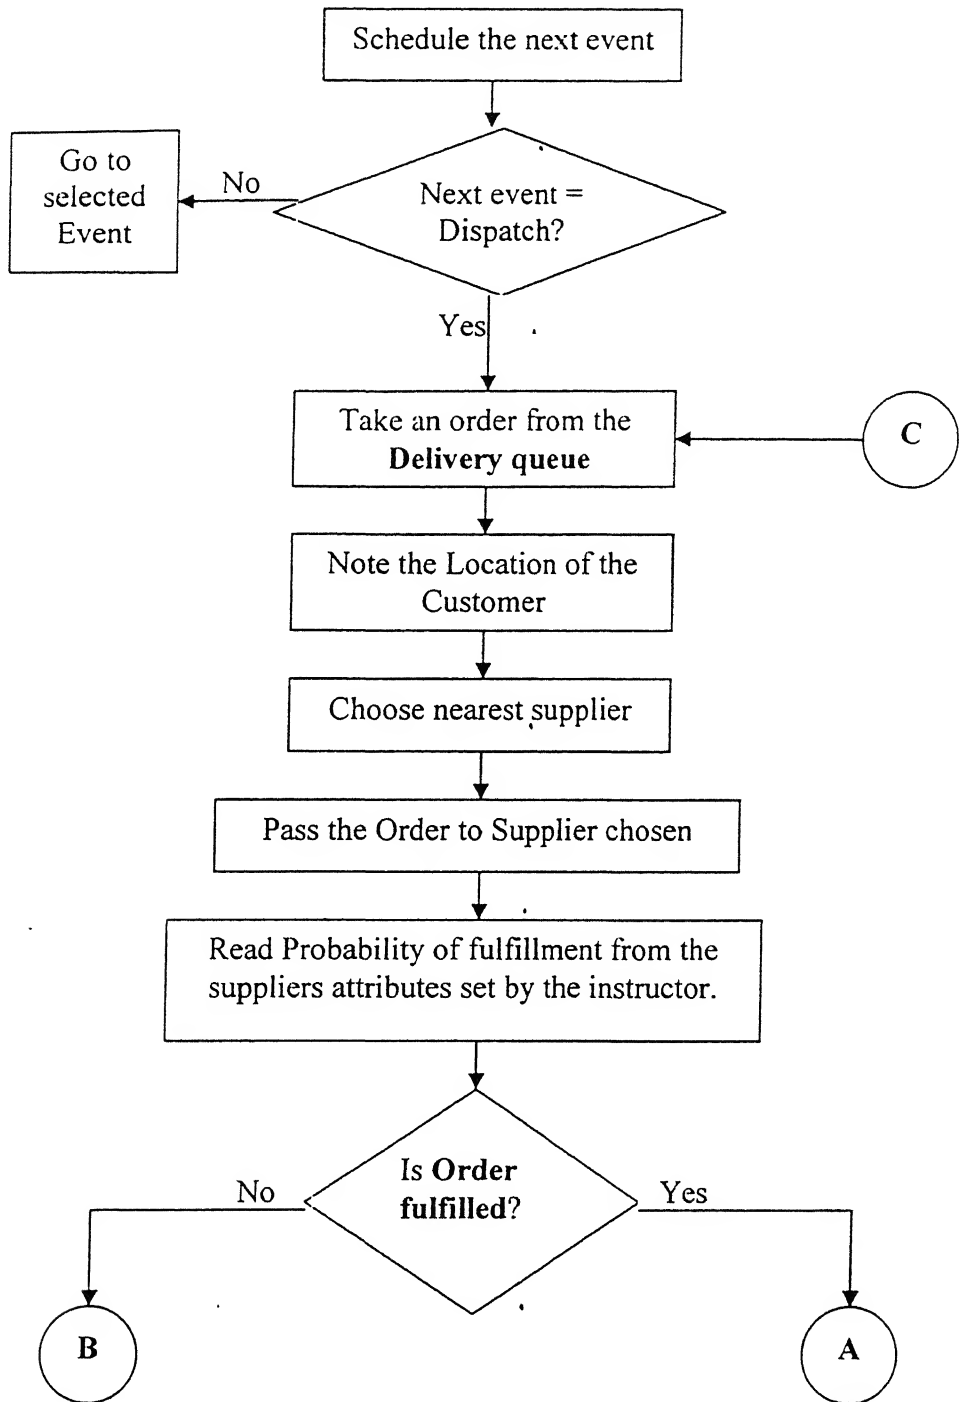 Schedule the next event
Go to
selected
Event
No
Next event =
Dispatch?
Yes
Take an order from the
Delivery queue
C
Note the Location of the
Customer
Choose nearest supplier
Pass the Order to Supplier chosen
Read Probability of fulfillment from the
suppliers attributes set by the instructor.
Is Order
fulfilled?
No
Yes
B
A